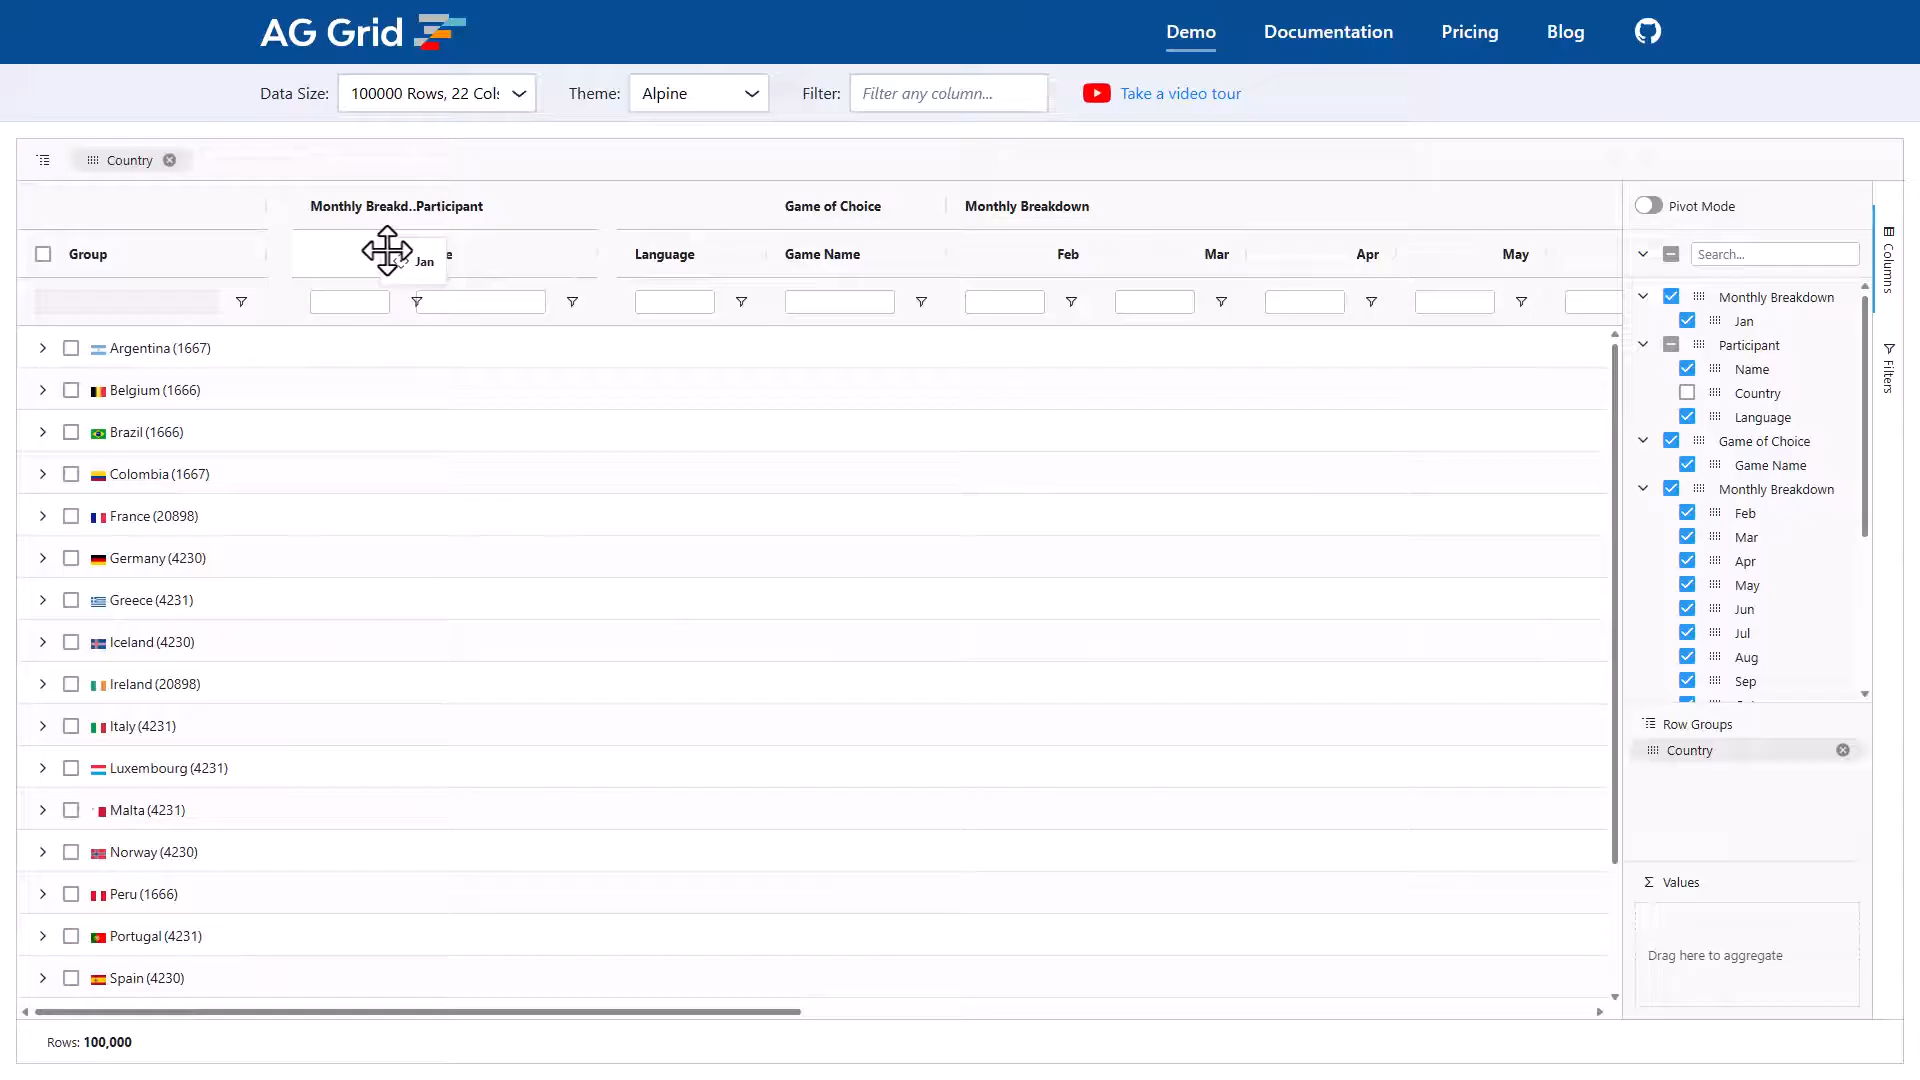 AG Grid
Demo
Documentation
Pricing
Blog
Data Size:
100000 Rows, 22 Cols
Theme:
Alpine
Filter:
Filter any column...
Take a video tour
Country
Monthly Breakd..
Participant
Game of Choice
Monthly Breakdown
Group
Jan
e
Language
Game Name
Feb
Mar
Apr
May
Argentina (1667)
Belgium (1666)
Brazil (1666)
Colombia (1667)
France (20898)
Germany (4230)
Greece (4231)
Iceland (4230)
Ireland (20898)
Italy (4231)
Luxembourg (4231)
Malta (4231)
Norway (4230)
Peru (1666)
Portugal (4231)
Spain (4230)
Rows: 100,000
Pivot Mode
Search...
Monthly Breakdown
Jan
Participant
Name
Country
Language
Game of Choice
Game Name
Monthly Breakdown
Feb
Mar
Apr
May
Jun
Jul
Aug
Sep
Row Groups
Country
Values
Drag here to aggregate
Columns
Filters